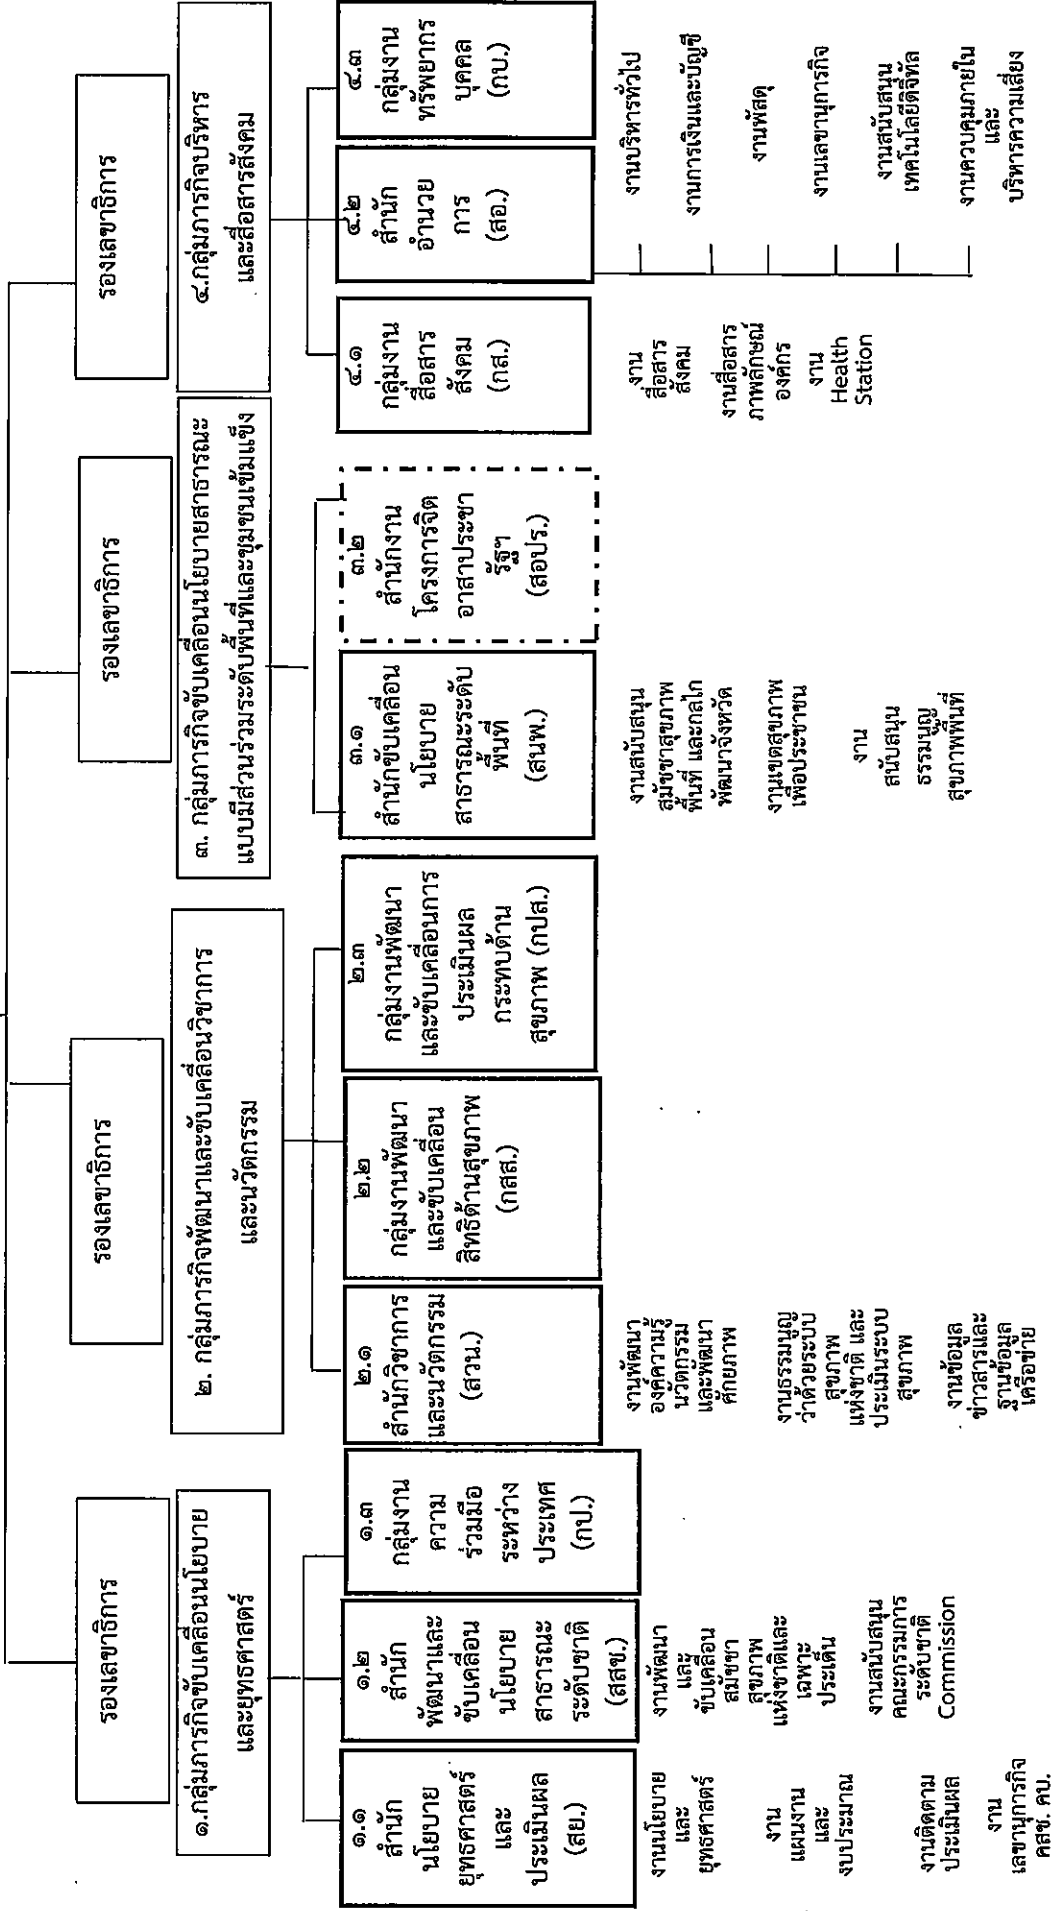 รองเลขาธิการ
๑.กลุ่มภารกิจขับเคลื่อนนโยบาย
และยุทธศาสตร์
๑.๑
สำนัก
นโยบาย
ยุทธศาสตร์
และ
ประเมินผล
(สย.)
งานนโยบาย
และ
ยุทธศาสตร์
งาน
แผนงาน
และ
งบประมาณ
งานติดตาม
ประเมินผล
งาน
เลขานุการกิจ
คสช. คบ.
๑.๒
สำนัก
พัฒนาและ
ขับเคลื่อน
นโยบาย
สาธารณะ
ระดับชาติ
(สสช.)
งานพัฒนา
และ
ขับเคลื่อน
สมัชชา
สุขภาพ
แห่งชาติและ
เฉพาะ
ประเด็น
งานสนับสนุน
คณะกรรมการ
ระดับชาติ
Commission
๑.๓
กลุ่มงาน
ความ
ร่วมมือ
ระหว่าง
ประเทศ
(กป.)
รองเลขาธิการ
๒. กลุ่มภารกิจพัฒนาและขับเคลื่อนวิชาการ
และนวัตกรรม
๒.๑
สำนักวิชาการ
และนวัตกรรม
(สวน.)
งานพัฒนา
องค์ความรู้
นวัตกรรม
และพัฒนา
ศักยภาพ
งานธรรมนูญ
ว่าด้วยระบบ
สุขภาพ
แห่งชาติ และ
ประเมินระบบ
สุขภาพ
งานข้อมูล
ข่าวสารและ
ฐานข้อมูล
เครือข่าย
๒.๒
กลุ่มงานพัฒนา
และขับเคลื่อน
สิทธิด้านสุขภาพ
(กสส.)
๒.๓
กลุ่มงานพัฒนา
และขับเคลื่อนการ
ประเมินผล
กระทบด้าน
สุขภาพ (กปส.)
รองเลขาธิการ
๓. กลุ่มภารกิจขับเคลื่อนนโยบายสาธารณะ
แบบมีส่วนร่วมระดับพื้นที่และชุมชนเข้มแข็ง
๓.๑
สำนักขับเคลื่อน
นโยบาย
สาธารณะระดับ
พื้นที่
(สนพ.)
งานสนับสนุน
สมัชชาสุขภาพ
พื้นที่ และกลไก
พัฒนาจังหวัด
งานเขตสุขภาพ
เพื่อประชาชน
งาน
สนับสนุน
ธรรมนูญ
สุขภาพพื้นที่
๓.๒
สำนักงาน
โครงการจิต
อาสาประชา
รัฐฯ
(สอปร.)
รองเลขาธิการ
๔.กลุ่มภารกิจบริหาร
และสื่อสารสังคม
๔.๑
กลุ่มงาน
สื่อสาร
สังคม
(กส.)
งาน
สื่อสาร
สังคม
งานสื่อสาร
ภาพลักษณ์
องค์กร
งาน
Health
Station
๔.๒
สำนัก
อำนวย
การ
(สอ.)
งานบริหารทั่วไป
งานการเงินและบัญชี
งานพัสดุ
งานเลขานุการกิจ
งานสนับสนุน
เทคโนโลยีดิจิทัล
งานควบคุมภายใน
และ
บริหารความเสี่ยง
๔.๓
กลุ่มงาน
ทรัพยากร
บุคคล
(กบ.)